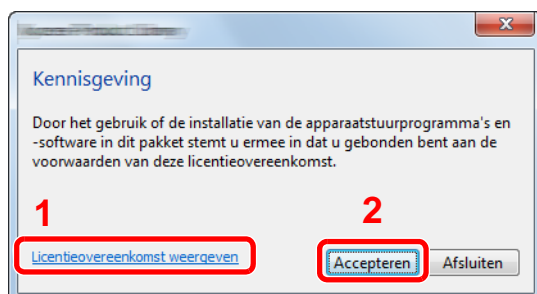 Kennisgeving
Door het gebruik of de installatie van de apparaatstuurprogramma's en
-software in dit pakket stemt u ermee in dat u gebonden bent aan de
voorwaarden van deze licentieovereenkomst.
1
2
Licentieovereenkomst weergeven
Accepteren
Afsluiten